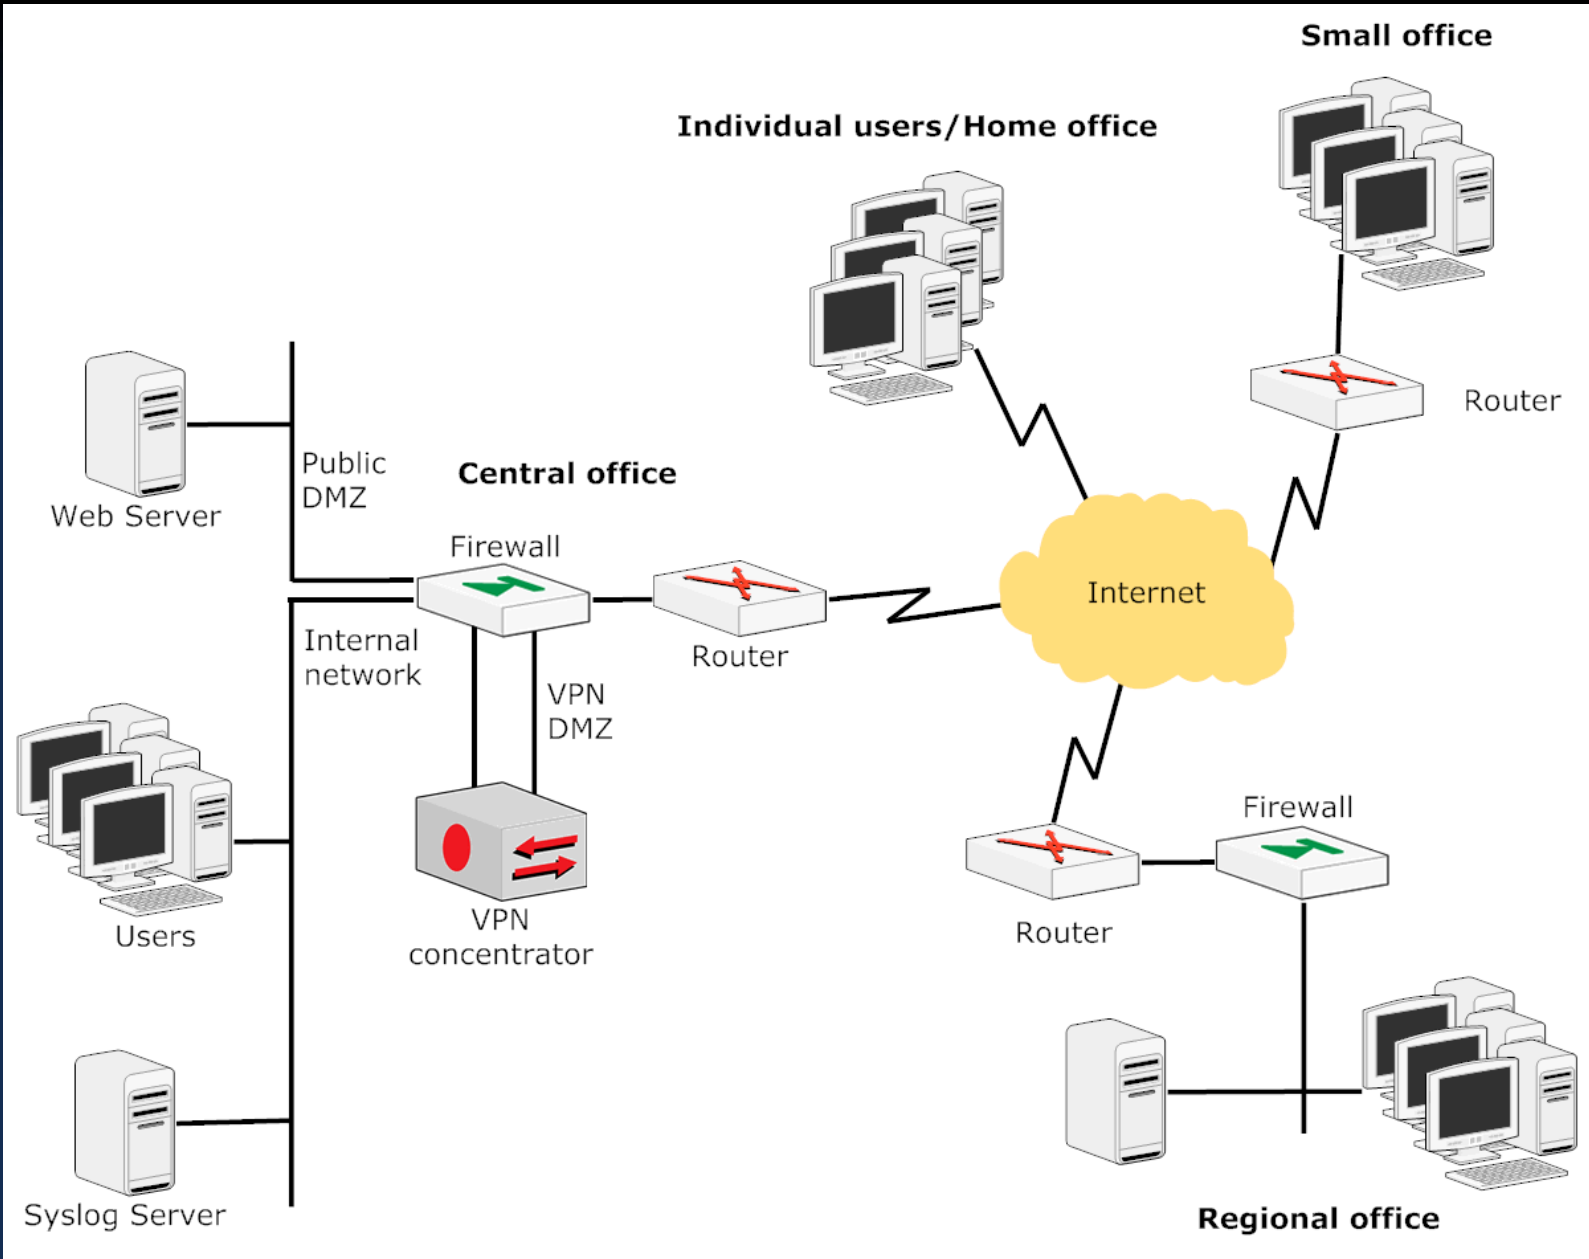 Small office
Individual users/Home office
Router
Public
DMZ
Web Server
Central office
Firewall
Internet
Internal
network
Router
VPN
DMZ
Firewall
VPN
concentrator
Users
Router
Syslog Server
Regional office